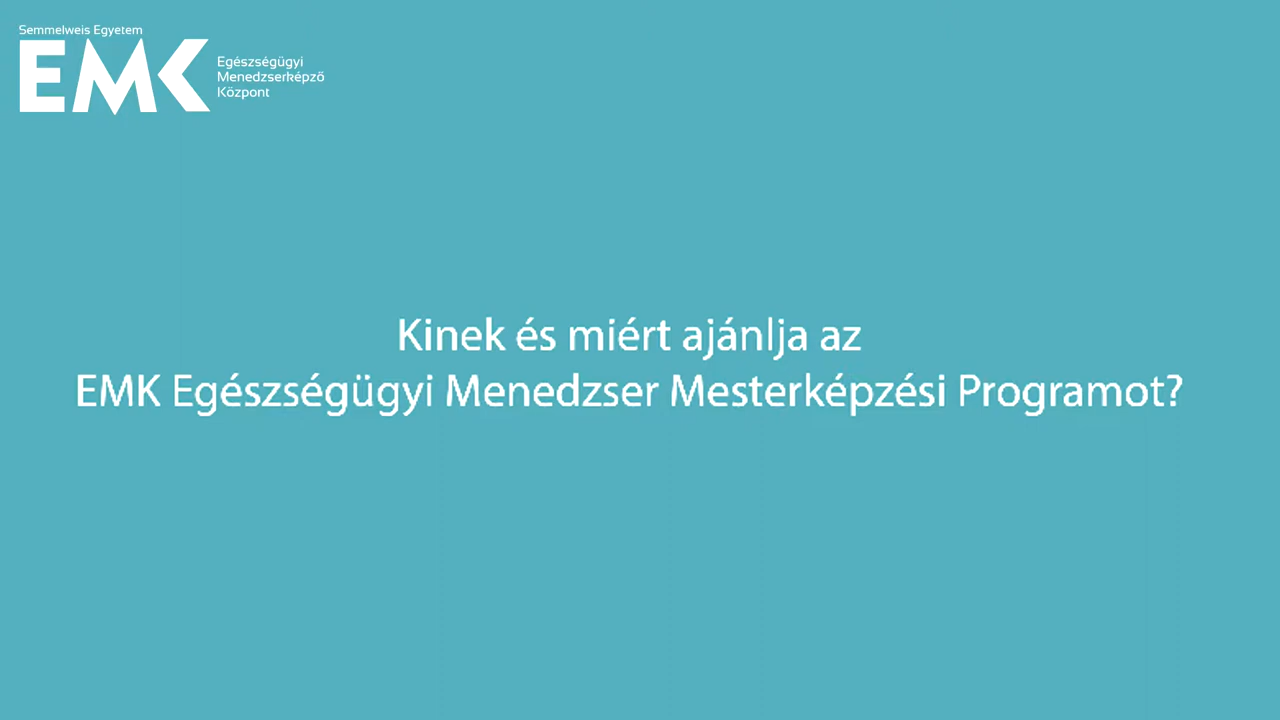 Semmelweis Egyetem
EMK
Egészségügyi
Menedzserképző
Központ
Kinek és miért ajánlja az
EMK Egészségügyi Menedzser Mesterképzési Programot?